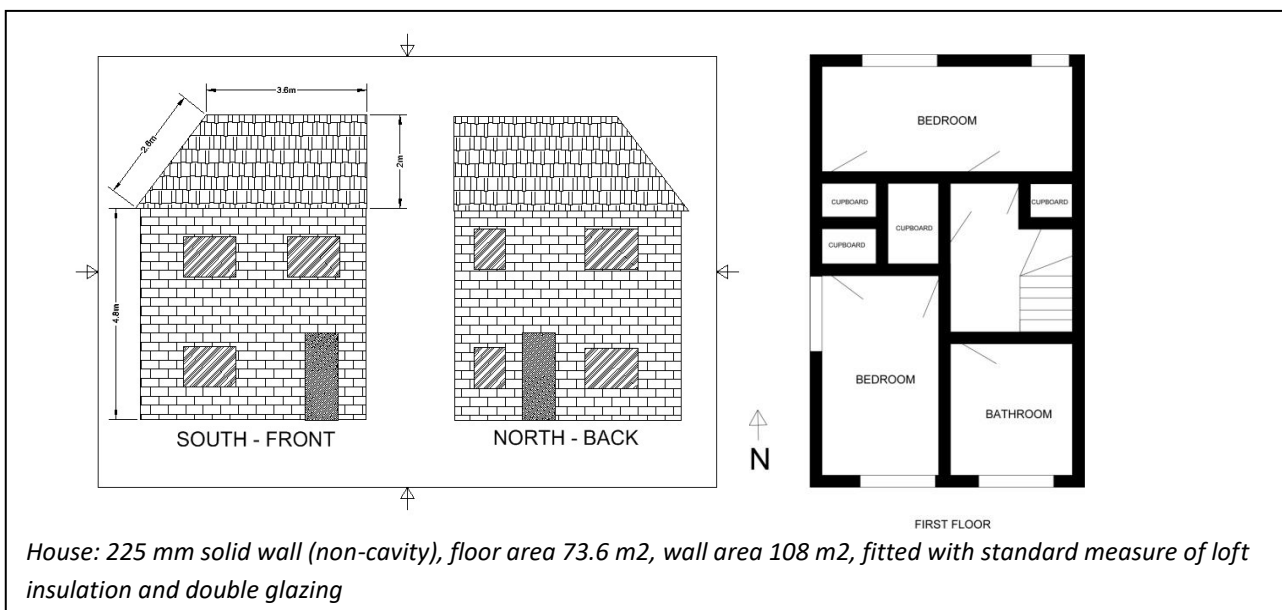 3.6m
2.6m
2m
4.8m
SOUTH - FRONT
NORTH - BACK
BEDROOM
CUPBOARD
CUPBOARD
CUPBOARD
CUPBOARD
BEDROOM
BATHROOM
N
FIRST FLOOR
House: 225 mm solid wall (non-cavity), floor area 73.6 m2, wall area 108 m2, fitted with standard measure of loft
insulation and double glazing